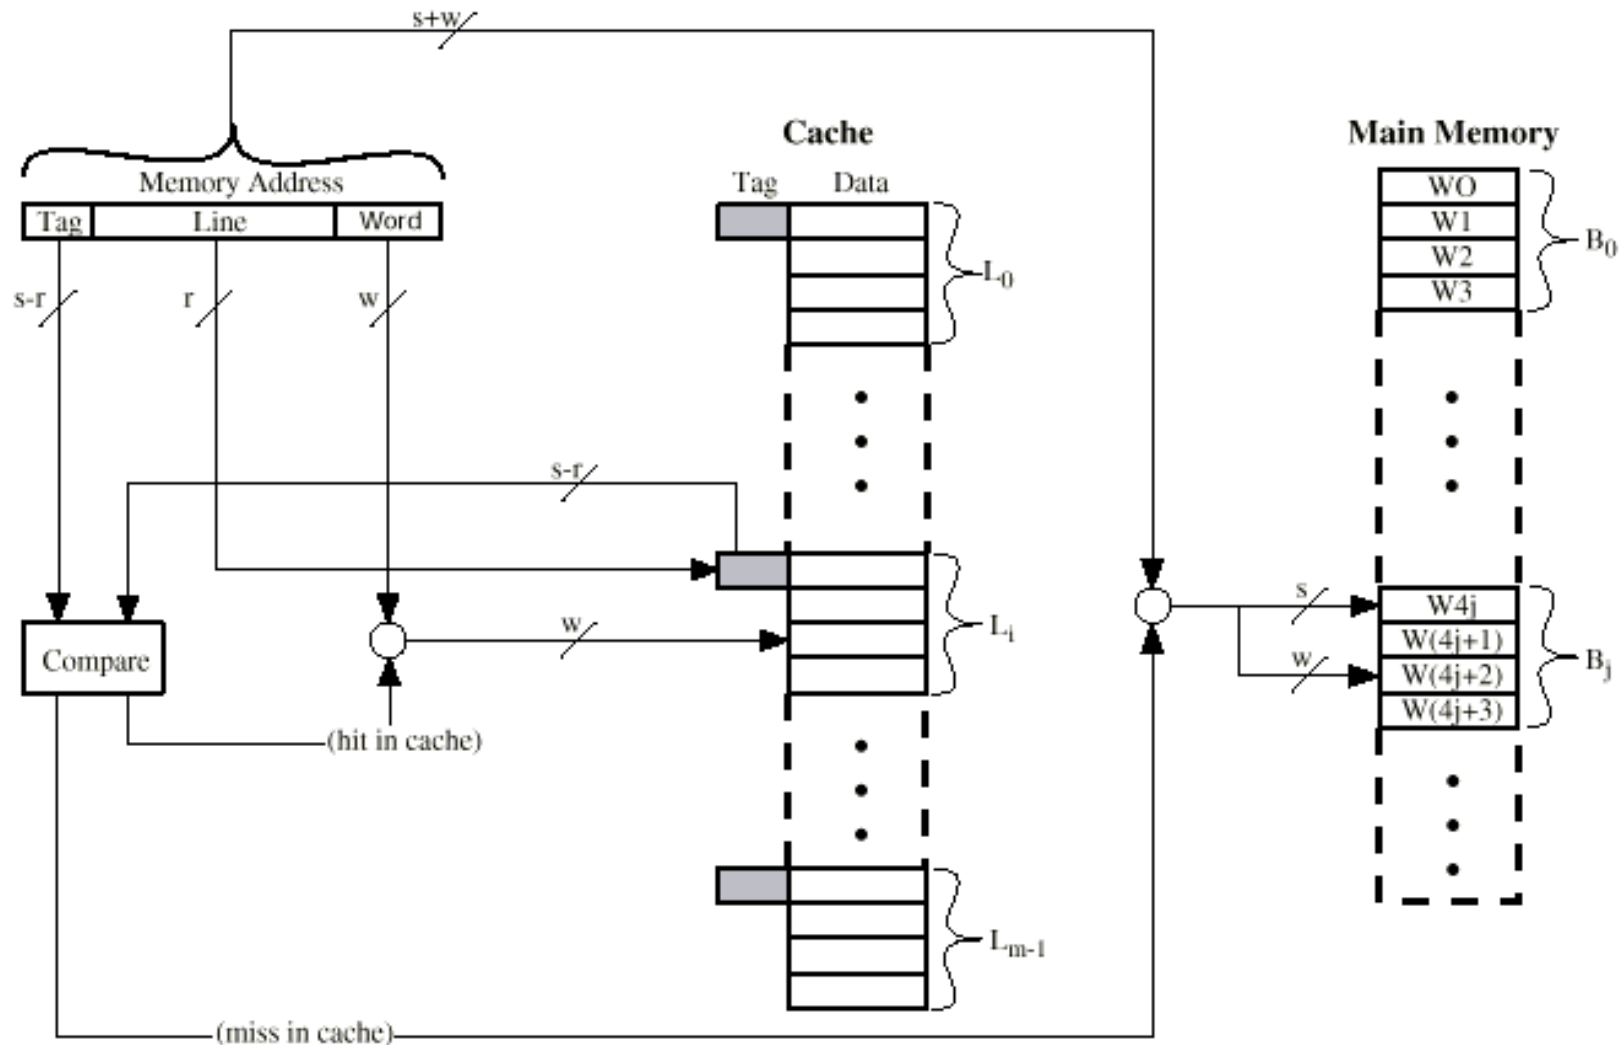 s+w
Cache
Main Memory
Memory Address
Tag Data
Tag Line Word
WO
W1
W2
W3
B0
L0
s-r
r
w
s-r
w
Li
s
w
W4j
W(4j+1)
W(4j+2)
W(4j+3)
Bj
Compare
(hit in cache)
Lm-1
(miss in cache)